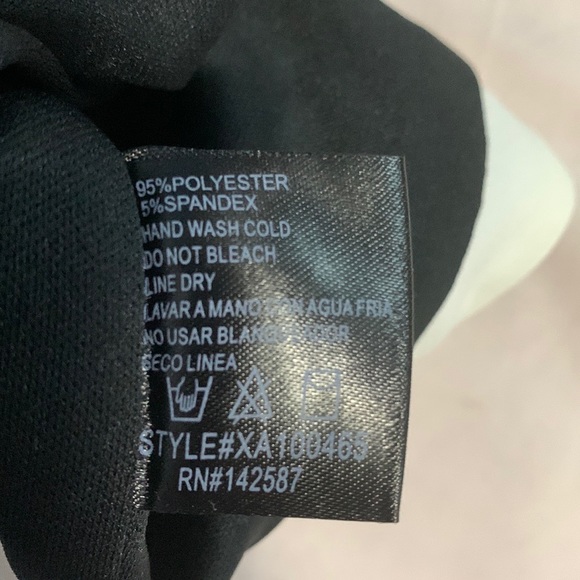 95%POLYESTER
5%SPANDEX
HAND WASH COLD
DO NOT BLEACH
LINE DRY
LAVAR A MANO CON AGUA FRIA
NO USAR BLANQUEADOR
SECO LINEA
STYLE#XA100465
RN#142587